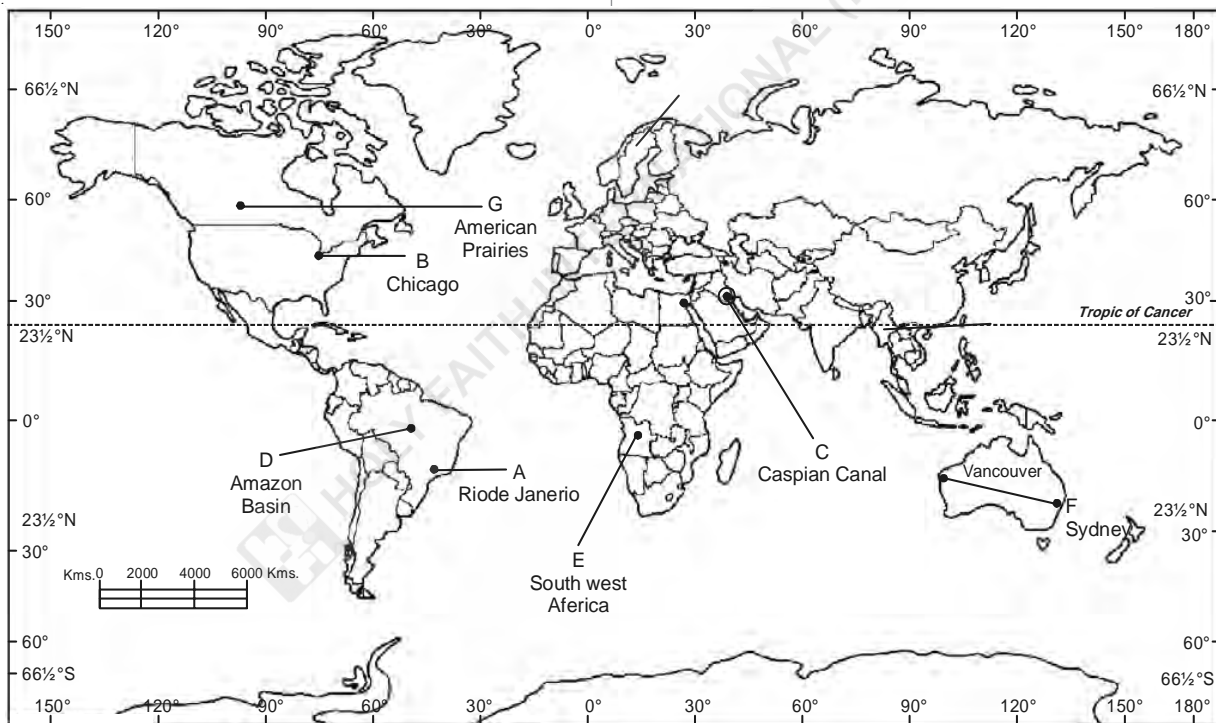 150° 120° 90° 60° 30° 0° 30° 60° 90° 120° 150° 180°
66½°N 66½°N
60° 60°
G
American
Prairies
B
Chicago
30° 30°
Tropic of Cancer
23½°N 23½°N
0° 0°
D
Amazon
Basin
A
Riode Janerio
C
Caspian Canal
Vancouver
F
Sydney
23½°N 23½°N
30° 30°
E
South west
Aferica
Kms. 0 2000 4000 6000 Kms.
60° 60°
66½°S 66½°S
150° 120° 90° 60° 30° 0° 30° 60° 90° 120° 150°